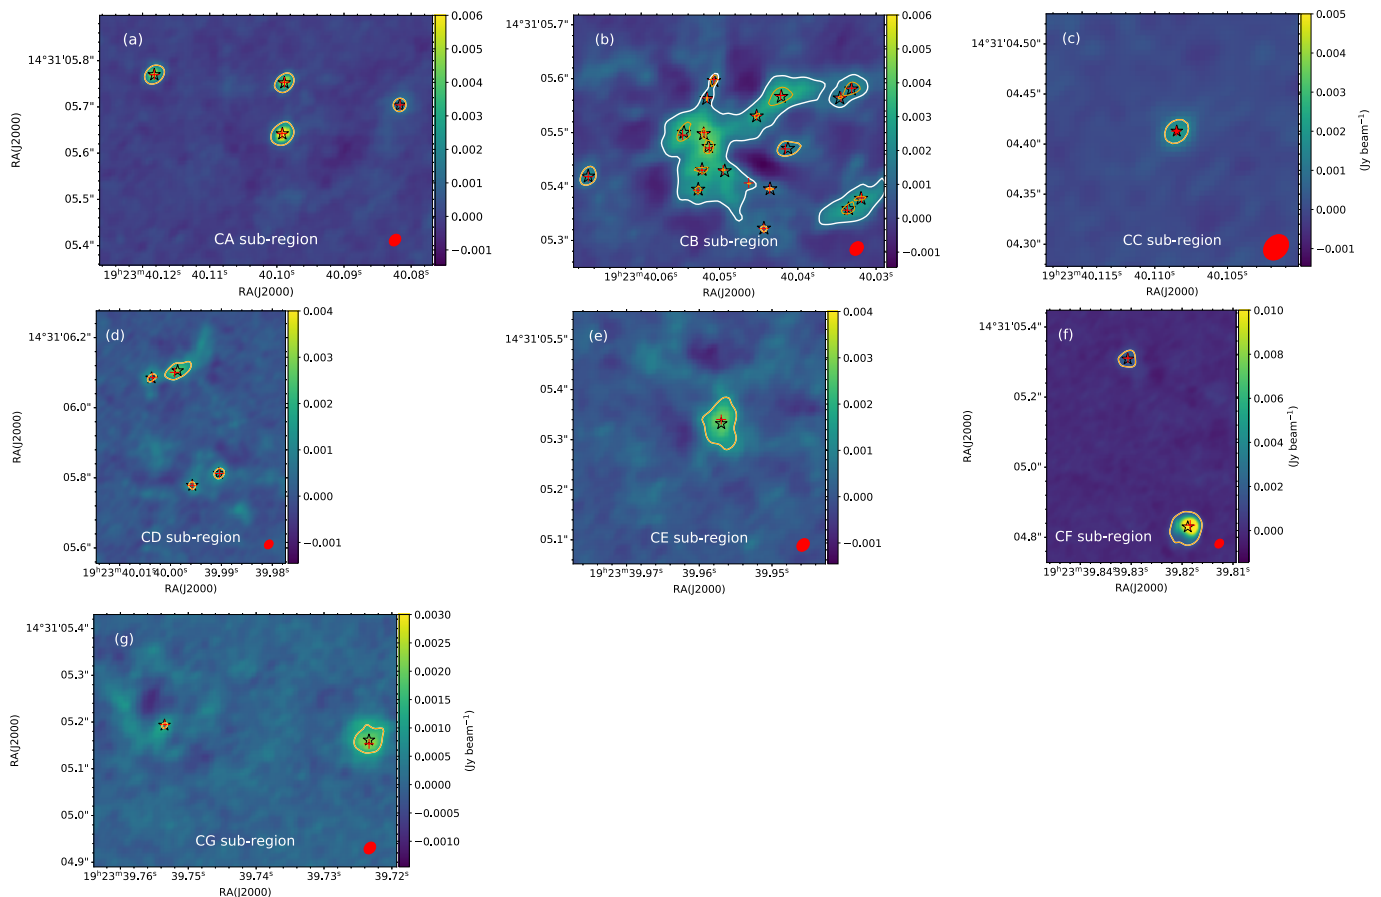 (a)
14°31'05.8"
05.7"
05.6"
05.5"
05.4"
RA(J2000)
CA sub-region
19ʰ23ᵐ40.12ˢ 40.11ˢ 40.10ˢ 40.09ˢ 40.08ˢ
RA(J2000)
0.006
0.005
0.004
0.003
0.002
0.001
0.000
−0.001
(b)
14°31'05.7"
05.6"
05.5"
05.4"
05.3"
CB sub-region
19ʰ23ᵐ40.06ˢ 40.05ˢ 40.04ˢ 40.03ˢ
RA(J2000)
0.006
0.005
0.004
0.003
0.002
0.001
0.000
−0.001
(c)
14°31'04.50"
04.45"
04.40"
04.35"
04.30"
CC sub-region
19ʰ23ᵐ40.115ˢ 40.110ˢ 40.105ˢ
RA(J2000)
0.005
0.004
0.003
0.002
0.001
0.000
−0.001
(Jy beam⁻¹)
(d)
14°31'06.2"
06.0"
05.8"
05.6"
RA(J2000)
CD sub-region
19ʰ23ᵐ40.01ˢ 40.00ˢ 39.99ˢ 39.98ˢ
RA(J2000)
0.004
0.003
0.002
0.001
0.000
−0.001
(e)
14°31'05.5"
05.4"
05.3"
05.2"
05.1"
CE sub-region
19ʰ23ᵐ39.97ˢ 39.96ˢ 39.95ˢ
RA(J2000)
0.004
0.003
0.002
0.001
0.000
−0.001
(f)
14°31'05.4"
05.2"
05.0"
04.8"
RA(J2000)
CF sub-region
19ʰ23ᵐ39.84ˢ 39.83ˢ 39.82ˢ 39.81ˢ
RA(J2000)
0.010
0.008
0.006
0.004
0.002
0.000
(Jy beam⁻¹)
(g)
14°31'05.4"
05.3"
05.2"
05.1"
05.0"
04.9"
RA(J2000)
CG sub-region
19ʰ23ᵐ39.76ˢ 39.75ˢ 39.74ˢ 39.73ˢ 39.72ˢ
RA(J2000)
0.0030
0.0025
0.0020
0.0015
0.0010
0.0005
0.0000
−0.0005
−0.0010
(Jy beam⁻¹)